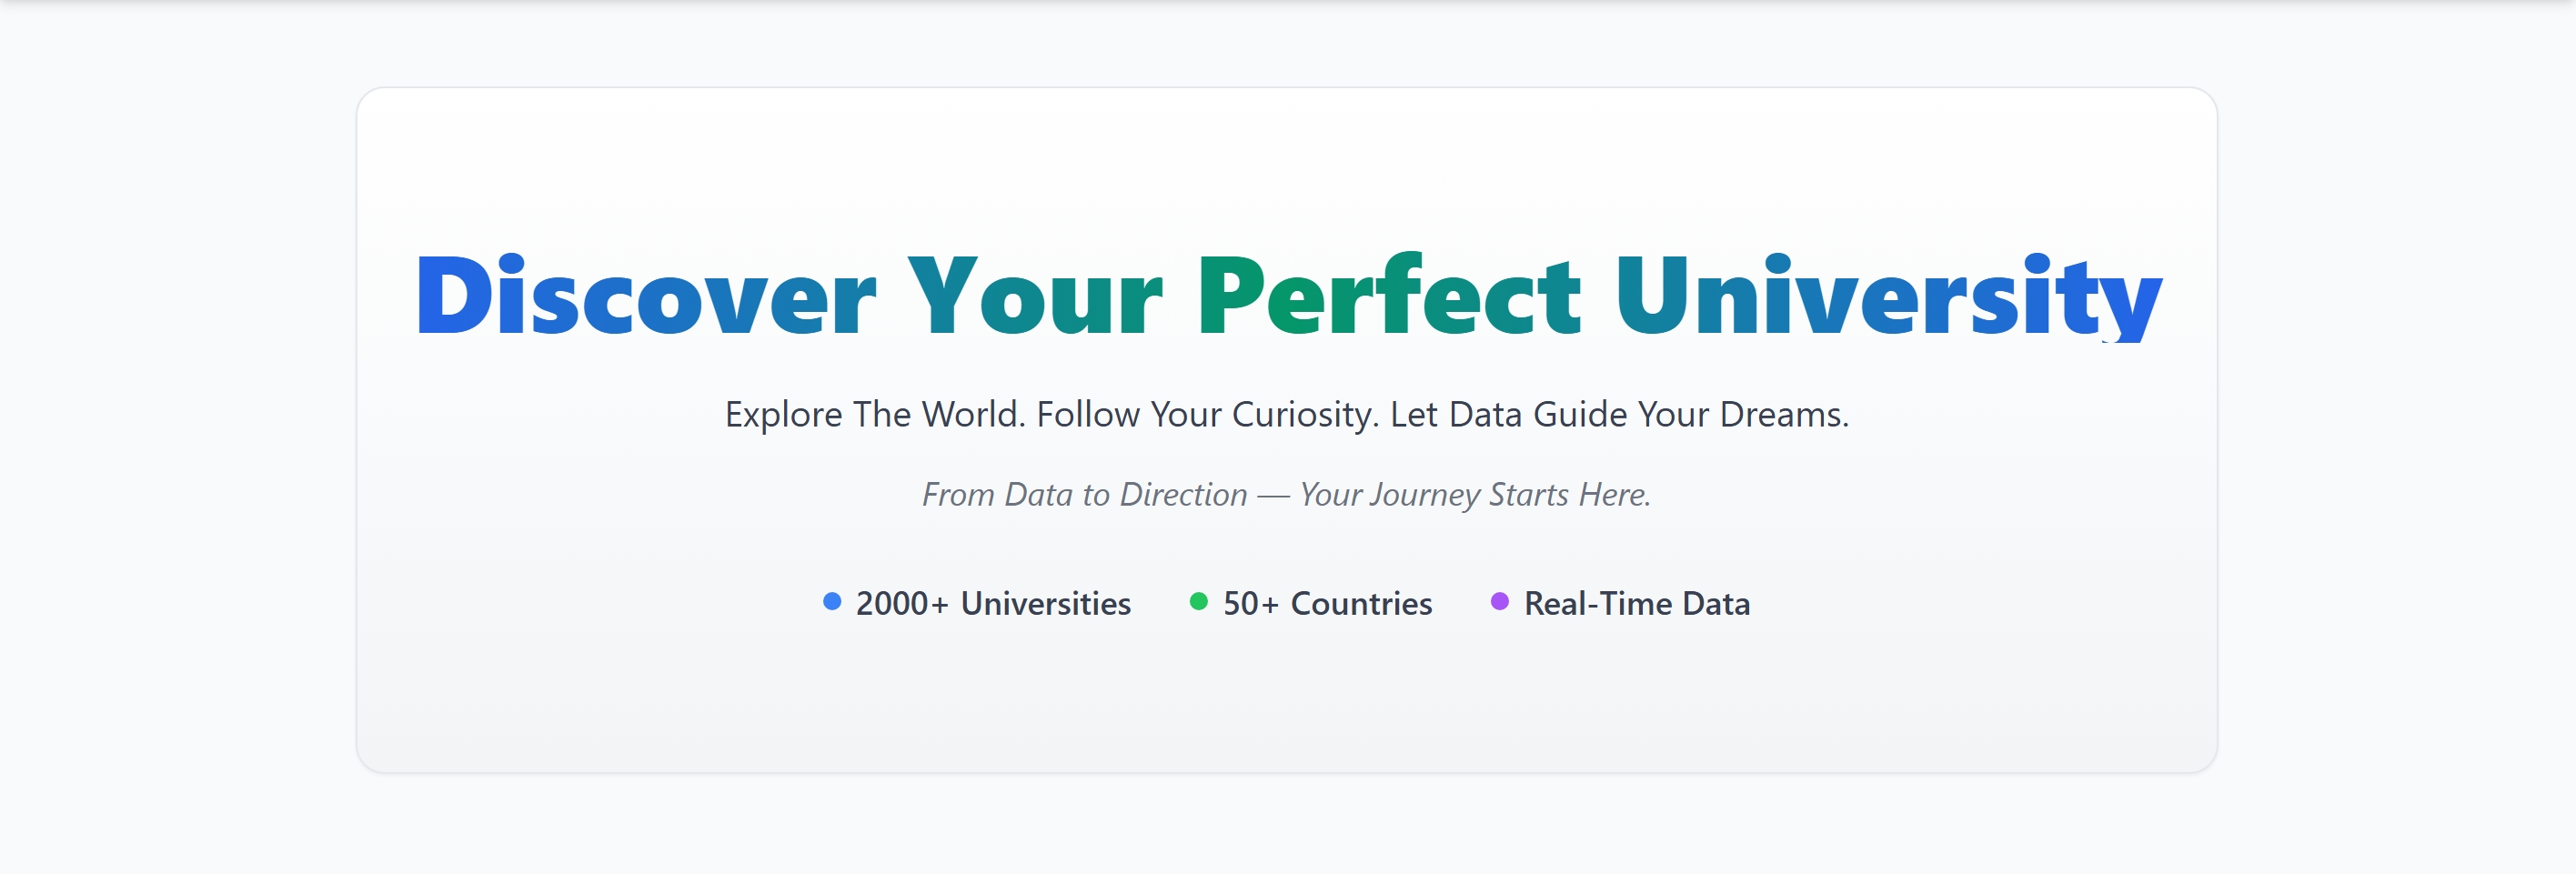 Discover Your Perfect University
Explore The World. Follow Your Curiosity. Let Data Guide Your Dreams.
From Data to Direction — Your Journey Starts Here.
2000+ Universities 50+ Countries Real-Time Data